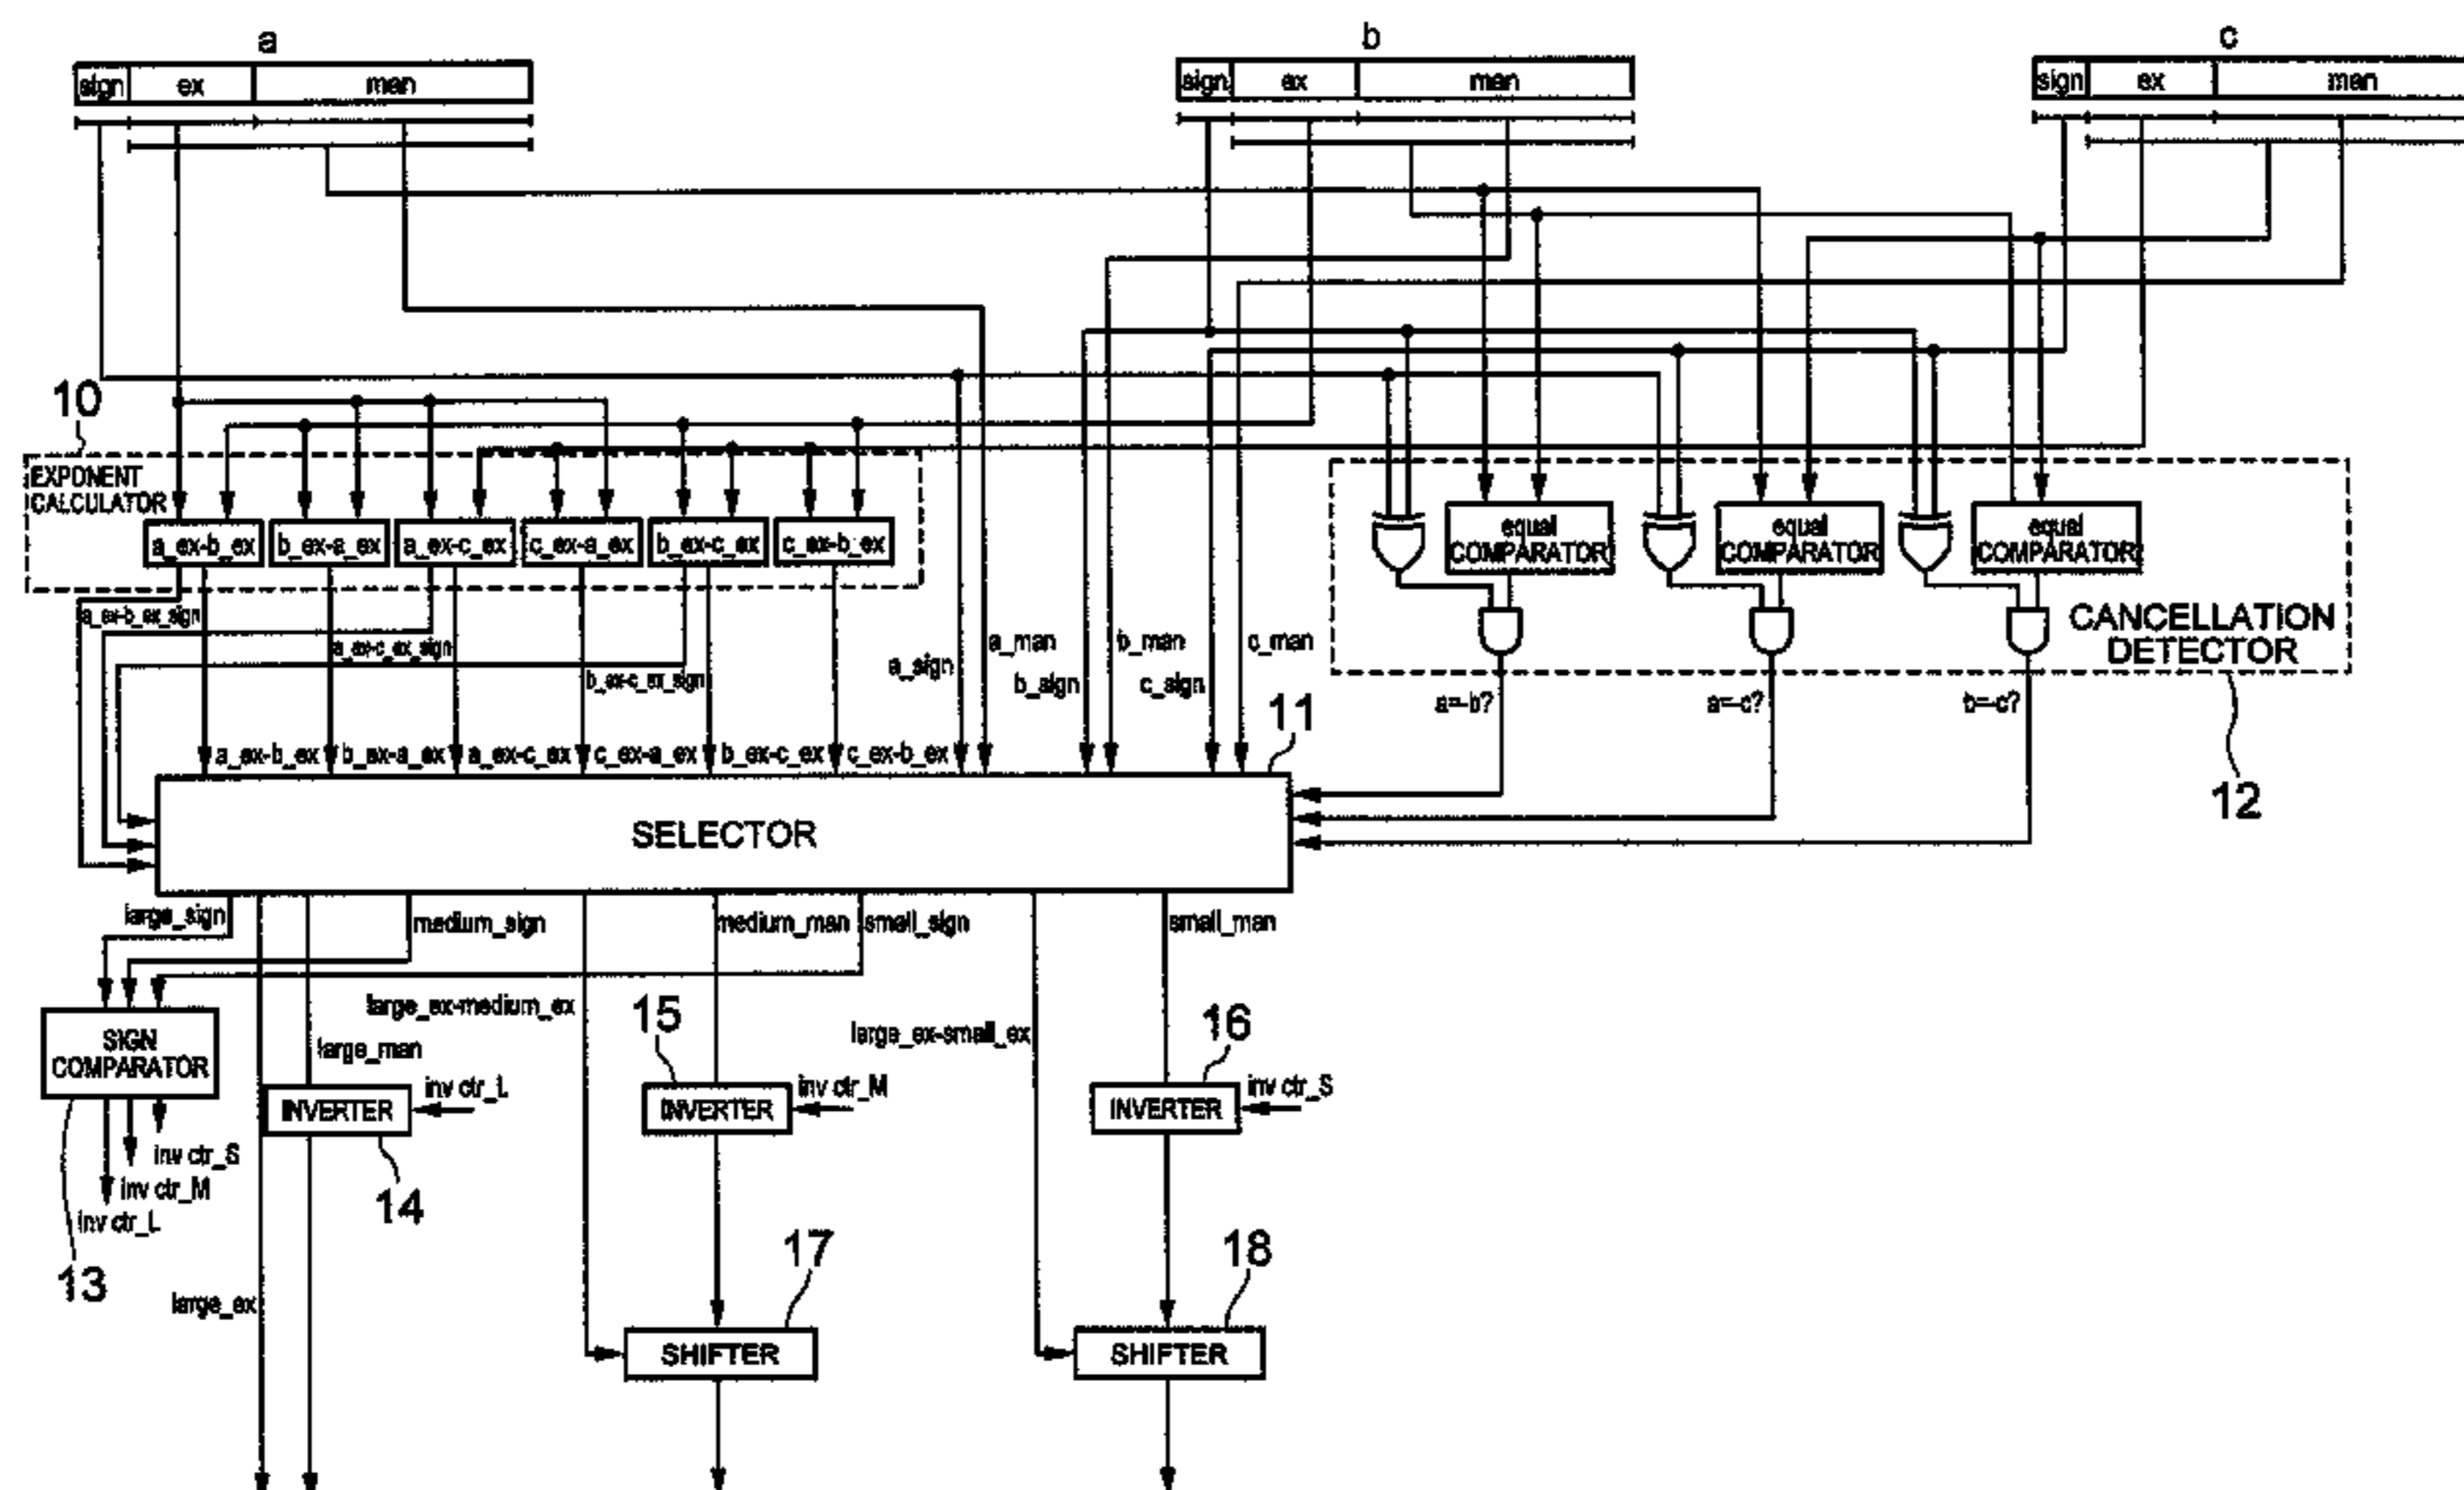 a
b
c
sign ex man
sign ex man
sign ex man
10
EXPONENT
CALCULATOR
a_ex-b_ex
b_ex-a_ex
a_ex-c_ex
c_ex-a_ex
b_ex-c_ex
c_ex-b_ex
equal
COMPARATOR
equal
COMPARATOR
equal
COMPARATOR
CANCELLATION
DETECTOR
a_ex-b_ex_sign
a_ex-c_ex_sign
b_ex-c_ex_sign
a_sign
a_man
b_sign
b_man
c_sign
c_man
a=-b?
a=-c?
b=-c?
11
12
a_ex-b_ex
b_ex-a_ex
a_ex-c_ex
c_ex-a_ex
b_ex-c_ex
c_ex-b_ex
SELECTOR
large_sign
medium_sign
medium_man
small_sign
small_man
large_ex-medium_ex
large_ex-small_ex
15
16
SIGN
COMPARATOR
large_man
INVERTER
inv ctr_L
INVERTER
inv ctr_M
INVERTER
inv ctr_S
inv ctr_S
inv ctr_M
inv ctr_L
14
13
17
18
large_ex
SHIFTER
SHIFTER